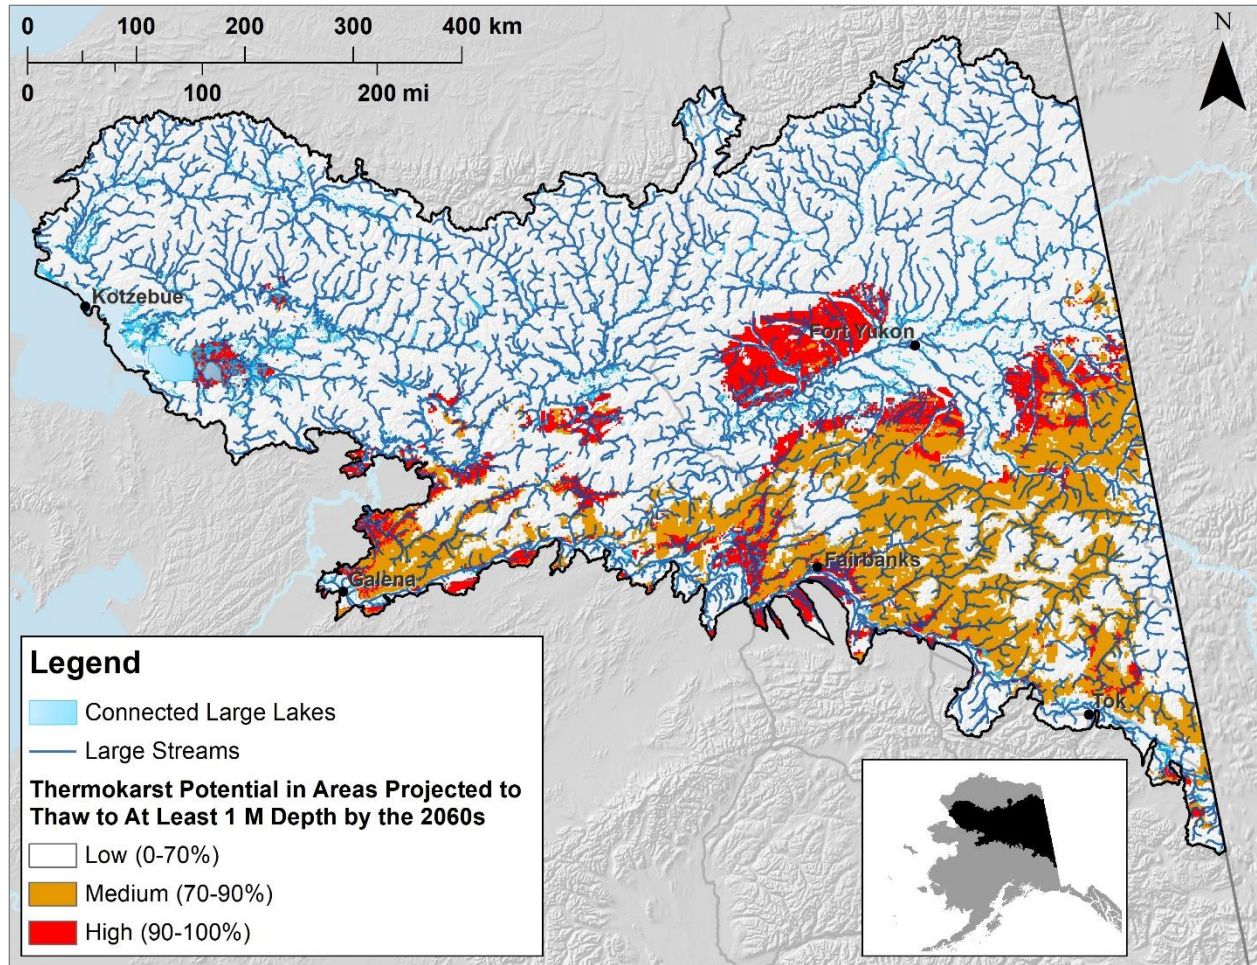 0 100 200 300 400 km
0 100 200 mi
N
Kotzebue
Fort Yukon
Fairbanks
Galena
Tok
Legend
Connected Large Lakes
Large Streams
Thermokarst Potential in Areas Projected to
Thaw to At Least 1 M Depth by the 2060s
Low (0-70%)
Medium (70-90%)
High (90-100%)